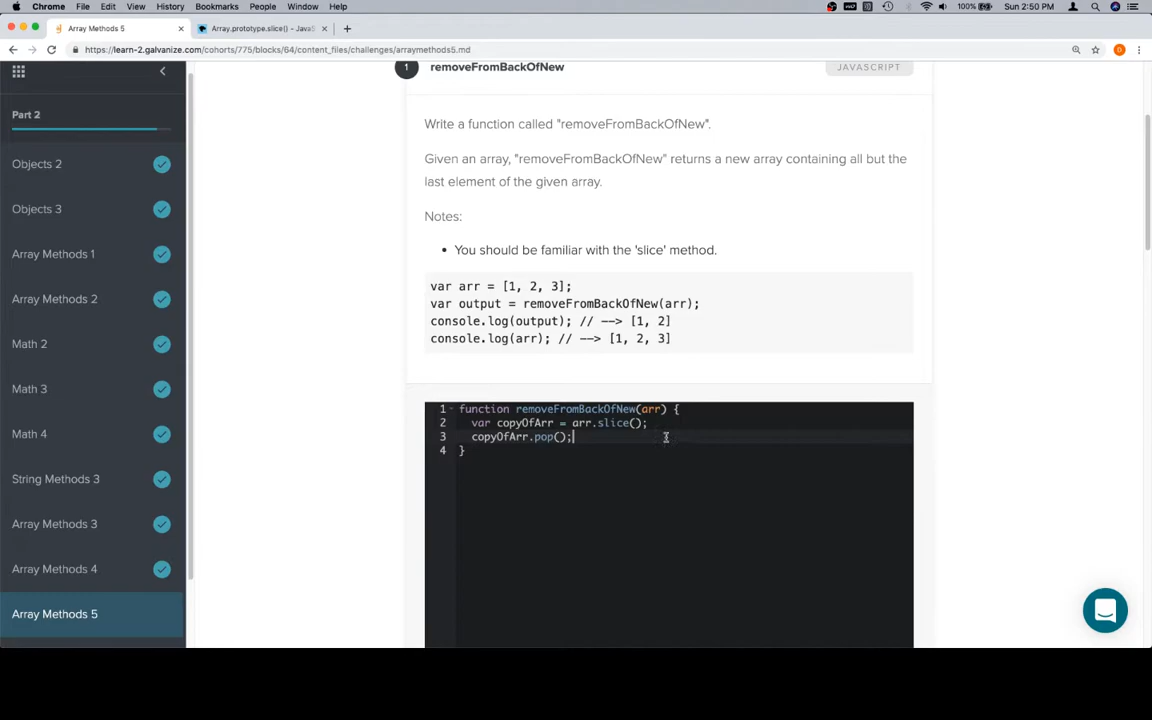 Chrome File Edit View History Bookmarks People Window Help 100% Sun 2:50 PM
Array Methods 5 × Array.prototype.slice() - JavaS × +
https://learn-2.galvanize.com/cohorts/775/blocks/64/content_files/challenges/arraymethods5.md
Part 2
Objects 2
Objects 3
Array Methods 1
Array Methods 2
Math 2
Math 3
Math 4
String Methods 3
Array Methods 3
Array Methods 4
Array Methods 5
1 removeFromBackOfNew JAVASCRIPT
Write a function called "removeFromBackOfNew".
Given an array, "removeFromBackOfNew" returns a new array containing all but the
last element of the given array.
Notes:
• You should be familiar with the 'slice' method.
var arr = [1, 2, 3];
var output = removeFromBackOfNew(arr);
console.log(output); // --> [1, 2]
console.log(arr); // --> [1, 2, 3]
1 function removeFromBackOfNew(arr) {
2 var copyOfArr = arr.slice();
3 copyOfArr.pop();
4 }